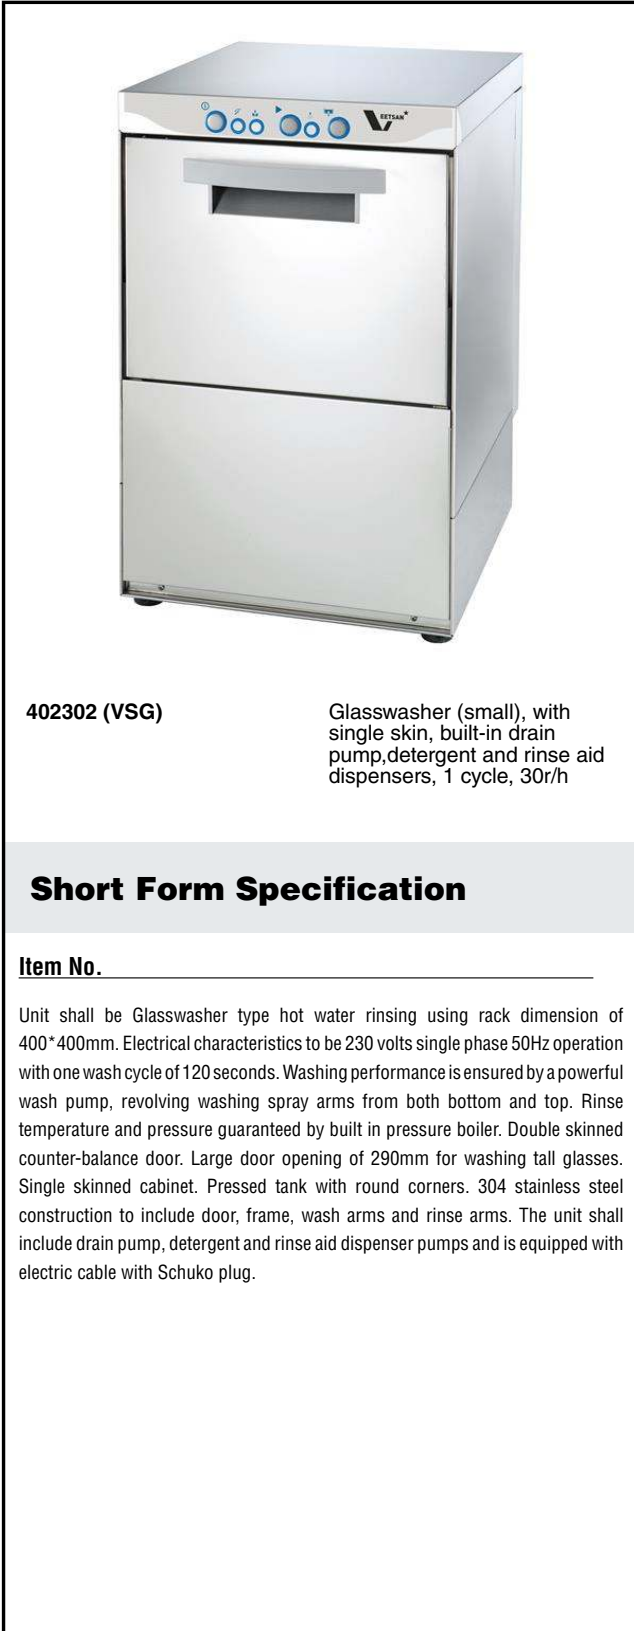 EETSAN
402302 (VSG)
Glasswasher (small), with
single skin, built-in drain
pump,detergent and rinse aid
dispensers, 1 cycle, 30r/h
Short Form Specification
Item No.
Unit shall be Glasswasher type hot water rinsing using rack dimension of
400*400mm. Electrical characteristics to be 230 volts single phase 50Hz operation
with one wash cycle of 120 seconds. Washing performance is ensured by a powerful
wash pump, revolving washing spray arms from both bottom and top. Rinse
temperature and pressure guaranteed by built in pressure boiler. Double skinned
counter-balance door. Large door opening of 290mm for washing tall glasses.
Single skinned cabinet. Pressed tank with round corners. 304 stainless steel
construction to include door, frame, wash arms and rinse arms. The unit shall
include drain pump, detergent and rinse aid dispenser pumps and is equipped with
electric cable with Schuko plug.